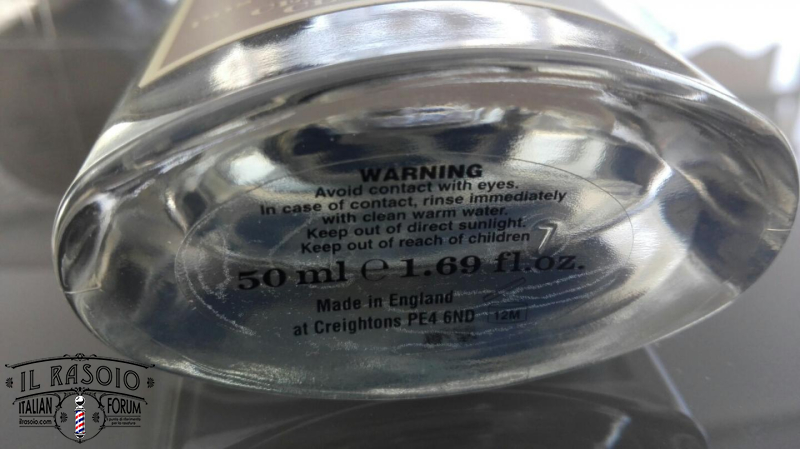 WARNING
Avoid contact with eyes.
In case of contact, rinse immediately
with clean warm water.
Keep out of direct sunlight.
Keep out of reach of children
7
50 ml ℮ 1.69 fl.oz.
Made in England
at Creightons PE4 6ND
12M
IL RASOIO
ITALIAN FORUM
ilrasoio.com